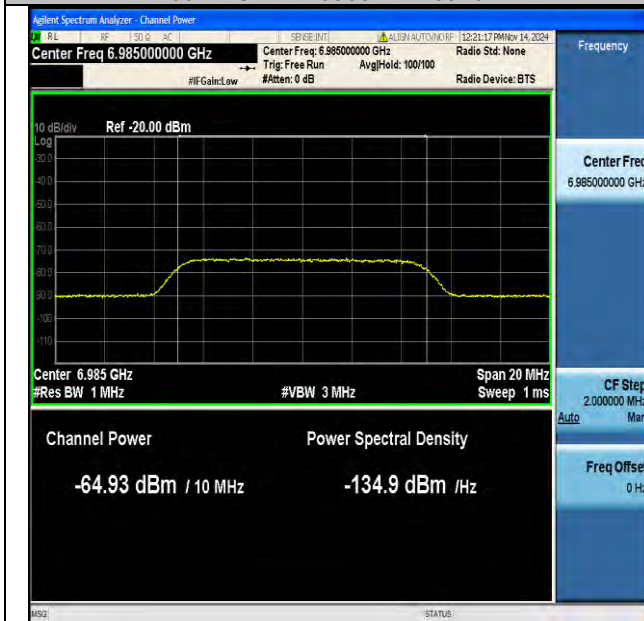 Agilent Spectrum Analyzer - Channel Power
RL RF 50 Ω AC SENSE:INT ALIGN AUTO/NO RF 12:21:17 PM Nov 14, 2024
Center Freq 6.985000000 GHz
Center Freq: 6.985000000 GHz Radio Std: None
Trig: Free Run Avg|Hold: 100/100
#IFGain:Low #Atten: 0 dB Radio Device: BTS
Frequency
10 dB/div Ref -20.00 dBm
Log
-30.0
-40.0
-50.0
-60.0
-70.0
-80.0
-90.0
-100
-110
Center Freq
6.985000000 GHz
Center 6.985 GHz Span 20 MHz
#Res BW 1 MHz #VBW 3 MHz Sweep 1 ms
CF Step
2.000000 MHz
Auto Man
Channel Power Power Spectral Density
-64.93 dBm / 10 MHz -134.9 dBm /Hz
Freq Offset
0 Hz
MSG STATUS